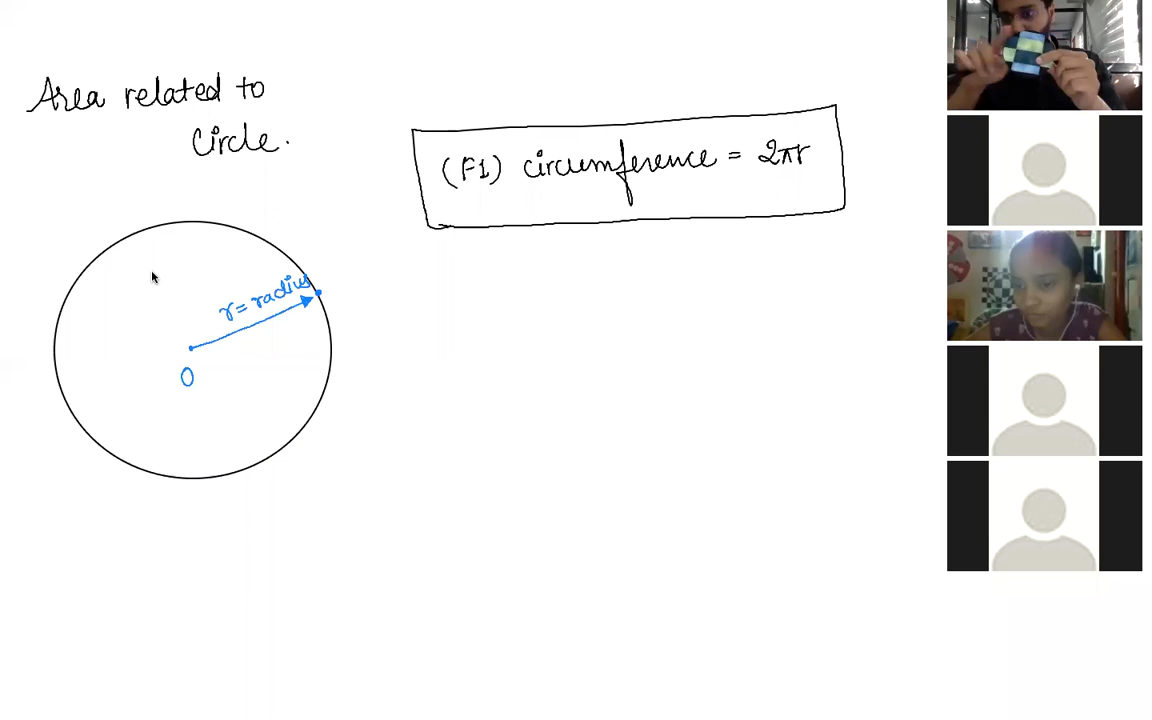 Area related to
Circle.
(F1) circumference = 2πr
r = radius
O